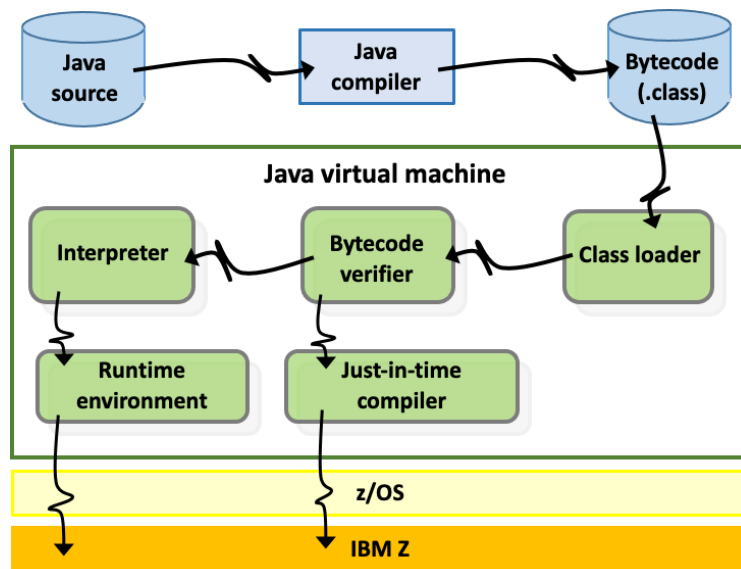 Java
source
Java
compiler
Bytecode
(.class)
Java virtual machine
Interpreter
Bytecode
verifier
Class loader
Runtime
environment
Just-in-time
compiler
z/OS
IBM Z